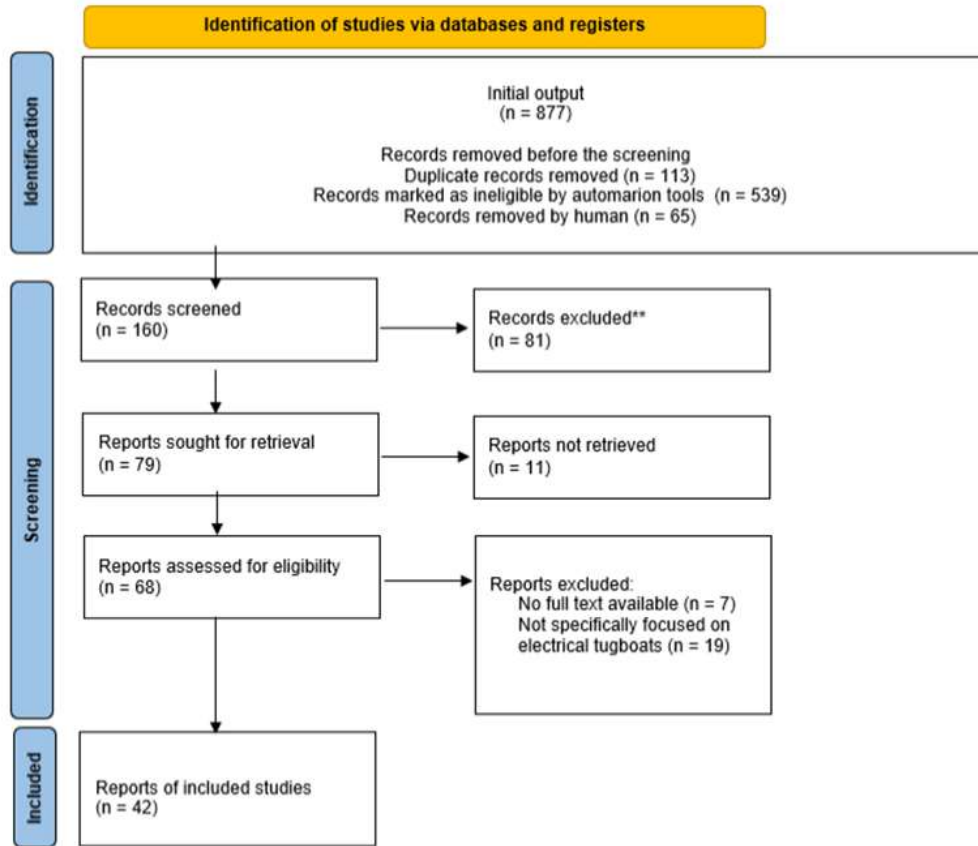 Identification of studies via databases and registers
Identification
Initial output
(n = 877)
Records removed before the screening
Duplicate records removed (n = 113)
Records marked as ineligible by automarion tools (n = 539)
Records removed by human (n = 65)
Screening
Records screened
(n = 160)
Records excluded**
(n = 81)
Reports sought for retrieval
(n = 79)
Reports not retrieved
(n = 11)
Reports assessed for eligibility
(n = 68)
Reports excluded:
No full text available (n = 7)
Not specifically focused on
electrical tugboats (n = 19)
Included
Reports of included studies
(n = 42)